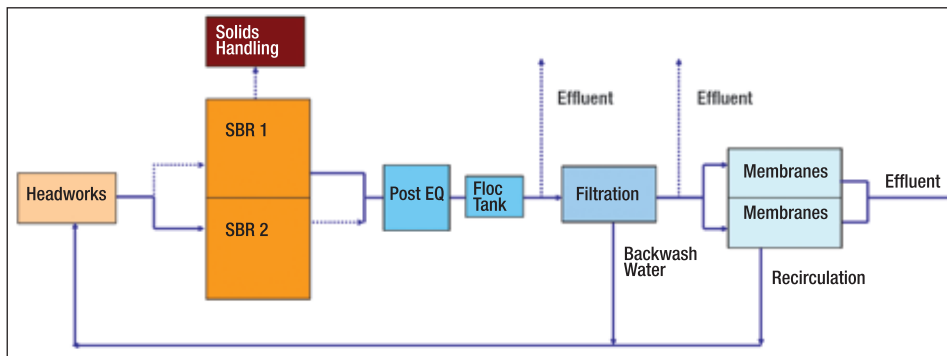 Solids
Handling
SBR 1
SBR 2
Headworks
Post EQ
Floc
Tank
Effluent
Filtration
Effluent
Membranes
Membranes
Effluent
Backwash
Water
Recirculation